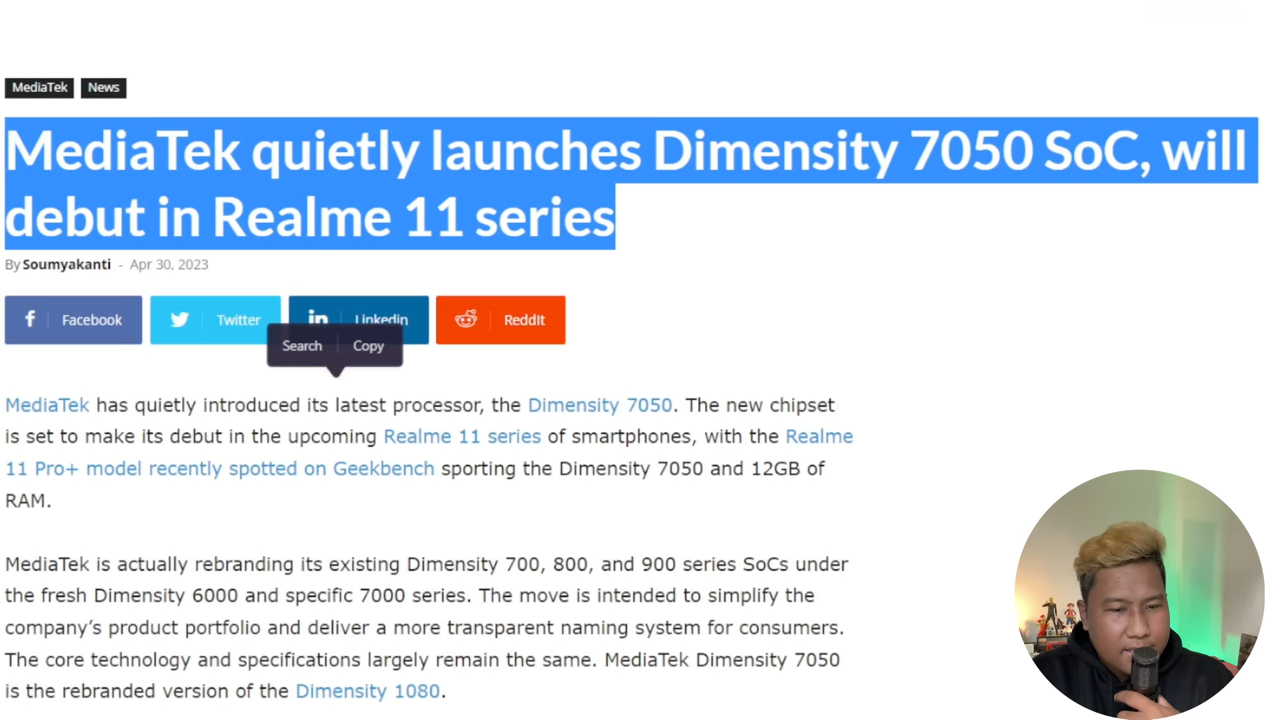 MediaTek News
MediaTek quietly launches Dimensity 7050 SoC, will
debut in Realme 11 series
By Soumyakanti - Apr 30, 2023
Facebook Twitter Linkedin ReddIt
Search Copy
MediaTek has quietly introduced its latest processor, the Dimensity 7050. The new chipset
is set to make its debut in the upcoming Realme 11 series of smartphones, with the Realme
11 Pro+ model recently spotted on Geekbench sporting the Dimensity 7050 and 12GB of
RAM.
MediaTek is actually rebranding its existing Dimensity 700, 800, and 900 series SoCs under
the fresh Dimensity 6000 and specific 7000 series. The move is intended to simplify the
company’s product portfolio and deliver a more transparent naming system for consumers.
The core technology and specifications largely remain the same. MediaTek Dimensity 7050
is the rebranded version of the Dimensity 1080.